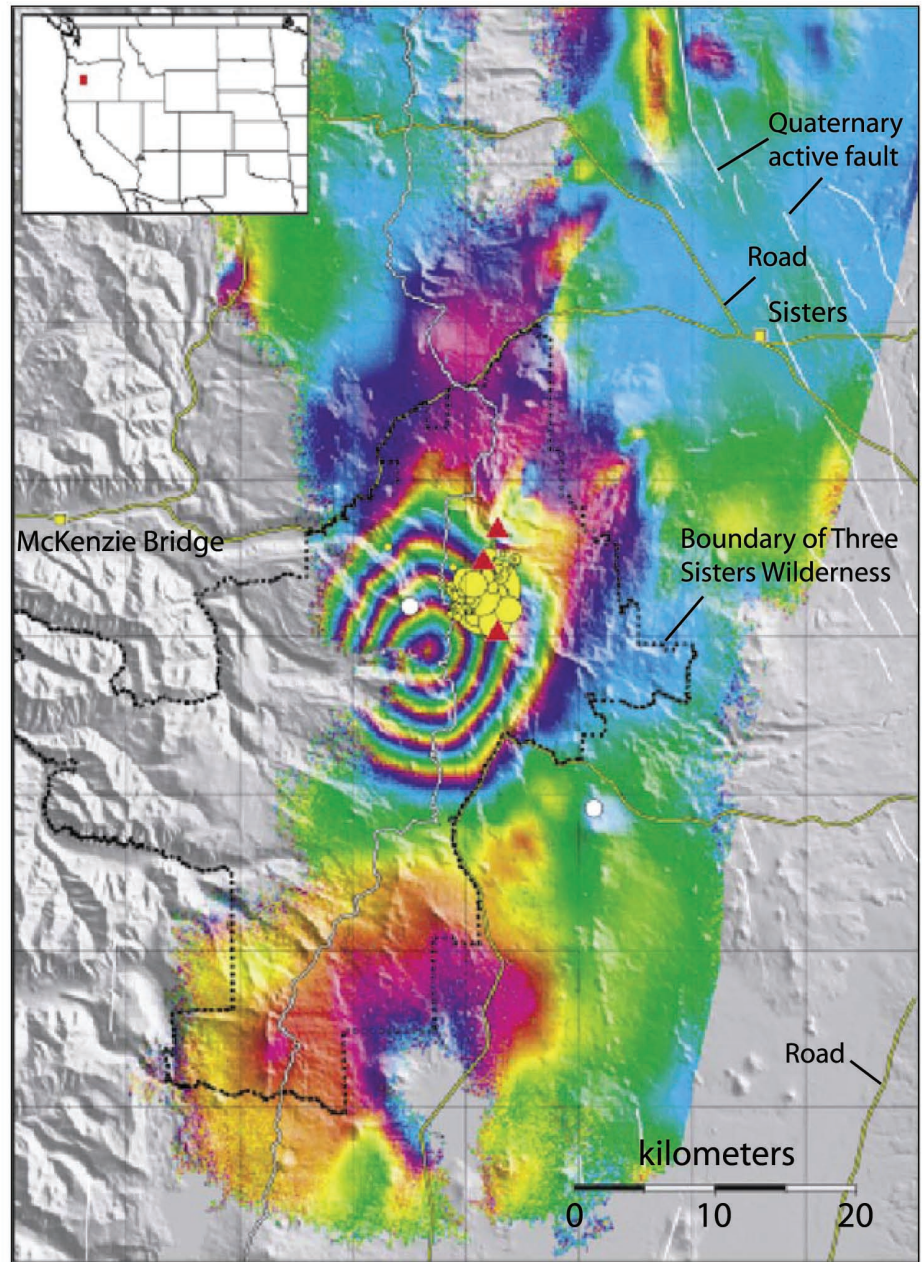 Quaternary
active fault
Road
Sisters
McKenzie Bridge
Boundary of Three
Sisters Wilderness
Road
kilometers
0 10 20